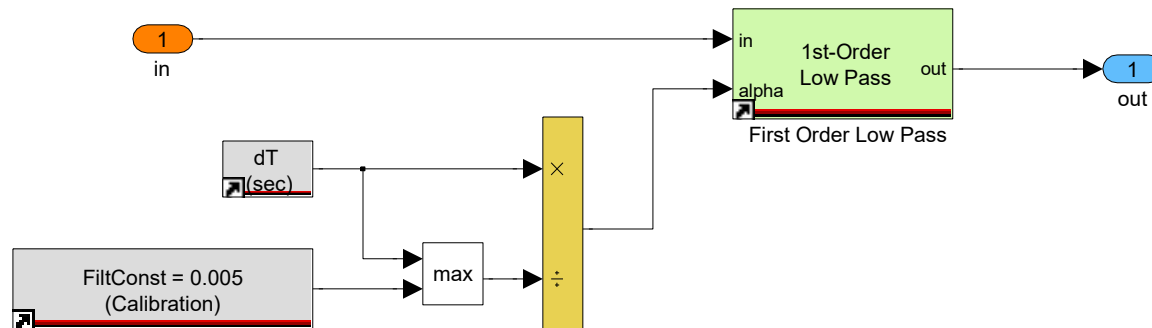 1
in
in
alpha
1st-Order
Low Pass
out
First Order Low Pass
1
out
dT
(sec)
×
FiltConst = 0.005
(Calibration)
max
÷